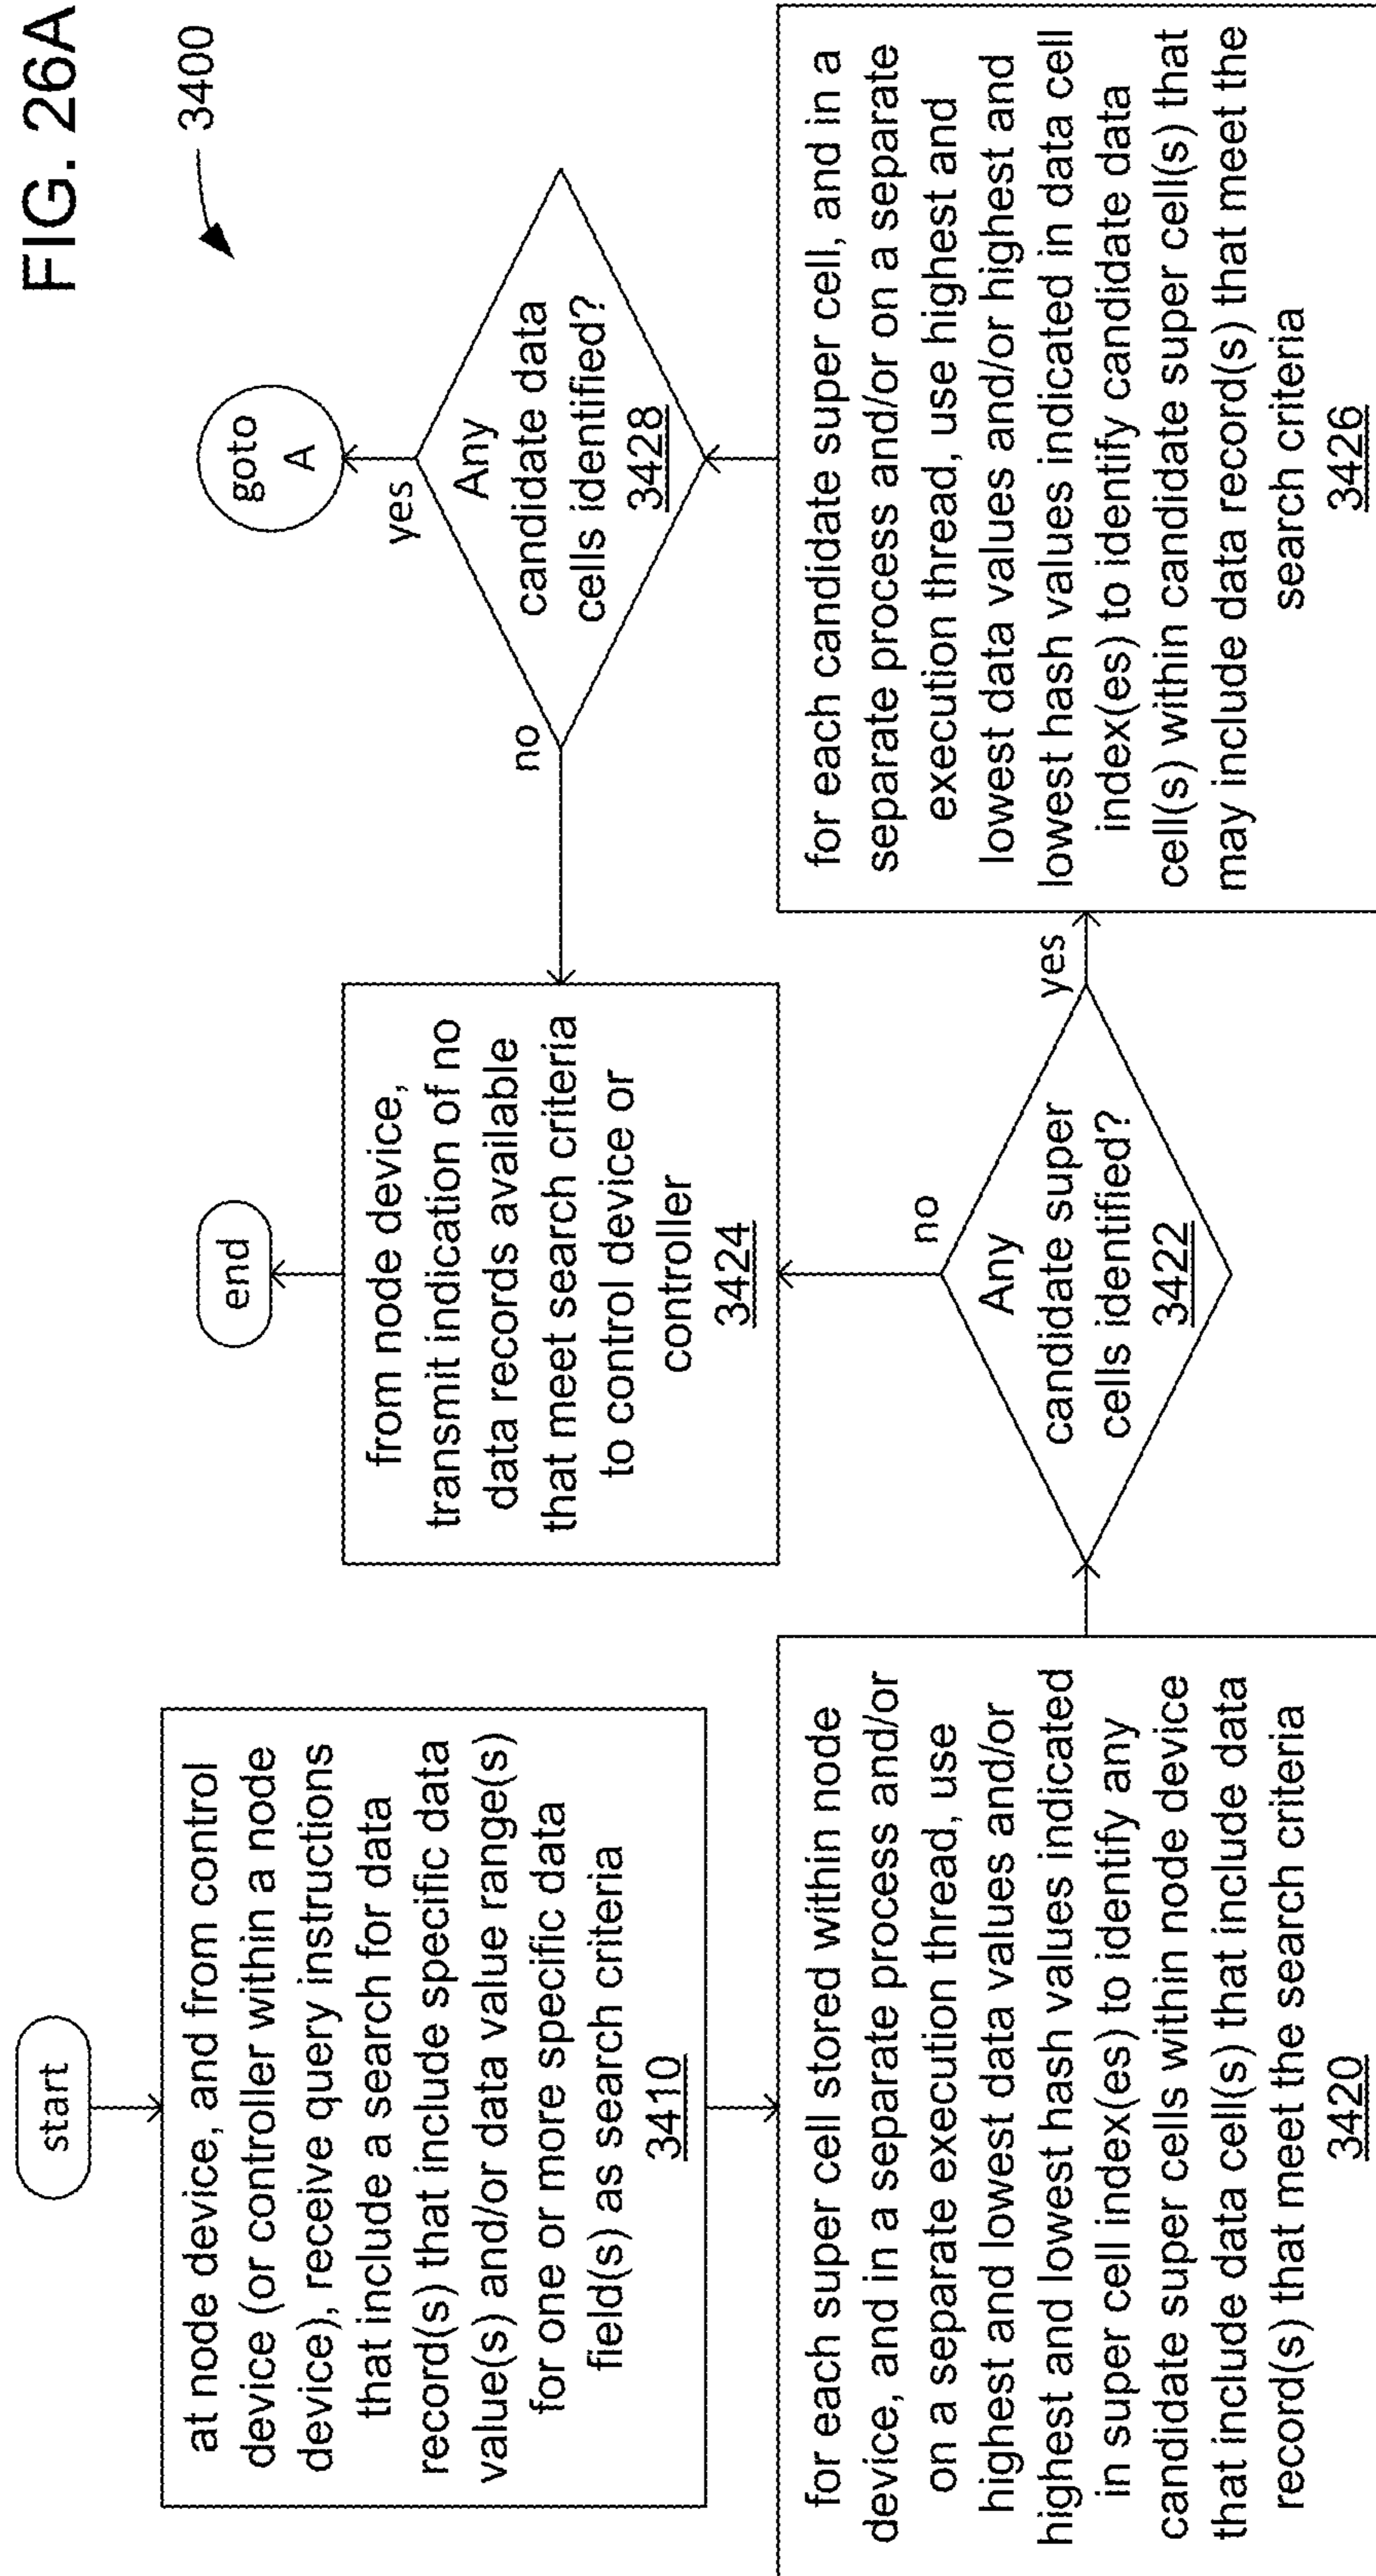 FIG. 26A
3400
start
at node device, and from control
device (or controller within a node
device), receive query instructions
that include a search for data
record(s) that include specific data
value(s) and/or data value range(s)
for one or more specific data
field(s) as search criteria
3410
for each super cell stored within node
device, and in a separate process and/or
on a separate execution thread, use
highest and lowest data values and/or
highest and lowest hash values indicated
in super cell index(es) to identify any
candidate super cells within node device
that include data cell(s) that include data
record(s) that meet the search criteria
3420
Any
candidate super
cells identified?
3422
no
yes
from node device,
transmit indication of no
data records available
that meet search criteria
to control device or
controller
3424
end
for each candidate super cell, and in a
separate process and/or on a separate
execution thread, use highest and
lowest data values and/or highest and
lowest hash values indicated in data cell
index(es) to identify candidate data
cell(s) within candidate super cell(s) that
may include data record(s) that meet the
search criteria
3426
Any
candidate data
cells identified?
3428
no
yes
goto
A